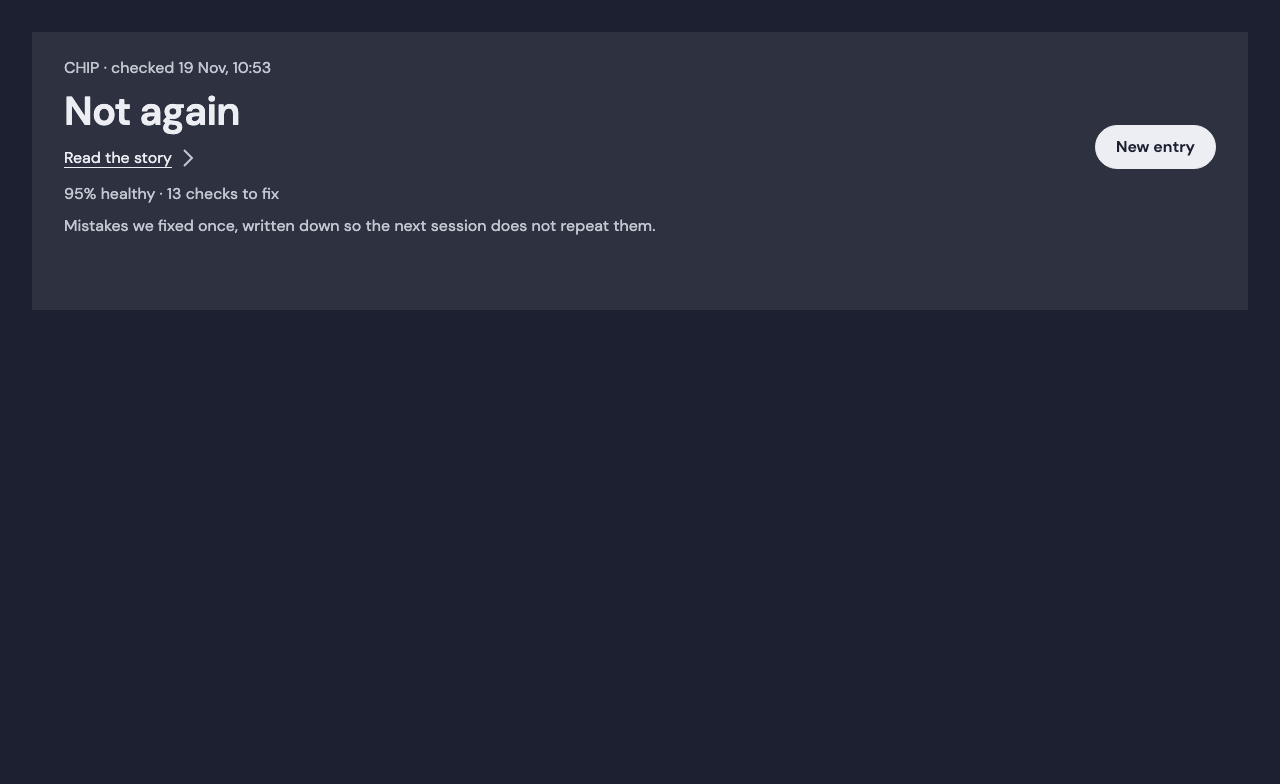 CHIP · checked 19 Nov, 10:53
Not again
Read the story
New entry
95% healthy · 13 checks to fix
Mistakes we fixed once, written down so the next session does not repeat them.